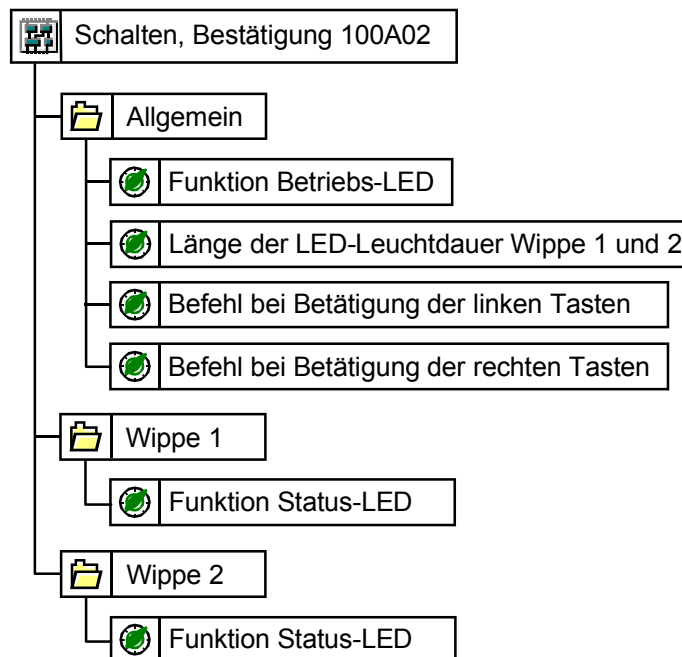 Schalten, Bestätigung 100A02
Allgemein
Funktion Betriebs-LED
Länge der LED-Leuchtdauer Wippe 1 und 2
Befehl bei Betätigung der linken Tasten
Befehl bei Betätigung der rechten Tasten
Wippe 1
Funktion Status-LED
Wippe 2
Funktion Status-LED